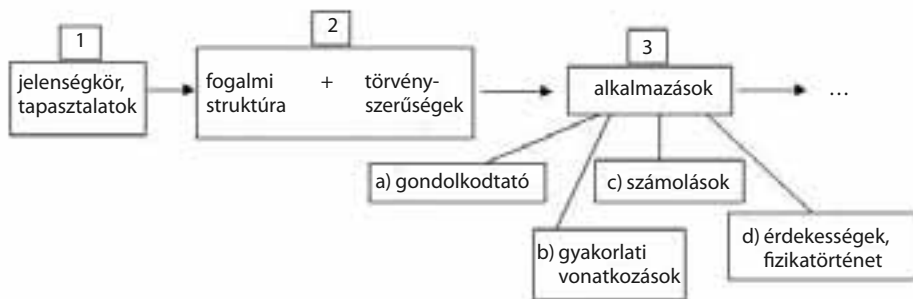 1
jelenségkör,
tapasztalatok
2
fogalmi + törvény-
struktúra szerűségek
3
alkalmazások
...
a) gondolkodtató
b) gyakorlati
vonatkozások
c) számolások
d) érdekességek,
fizikatörténet